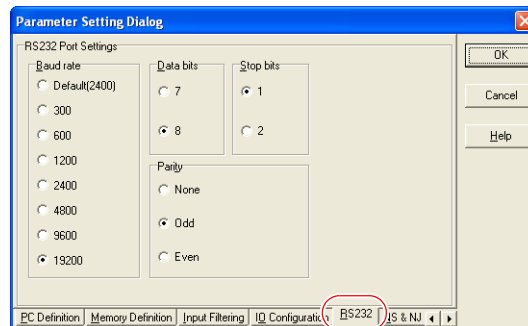 Parameter Setting Dialog
RS232 Port Settings
Baud rate
Default(2400)
300
600
1200
2400
4800
9600
19200
Data bits
7
8
Stop bits
1
2
Parity
None
Odd
Even
OK
Cancel
Help
PC Definition
Memory Definition
Input Filtering
IO Configuration
RS232
S & NJ